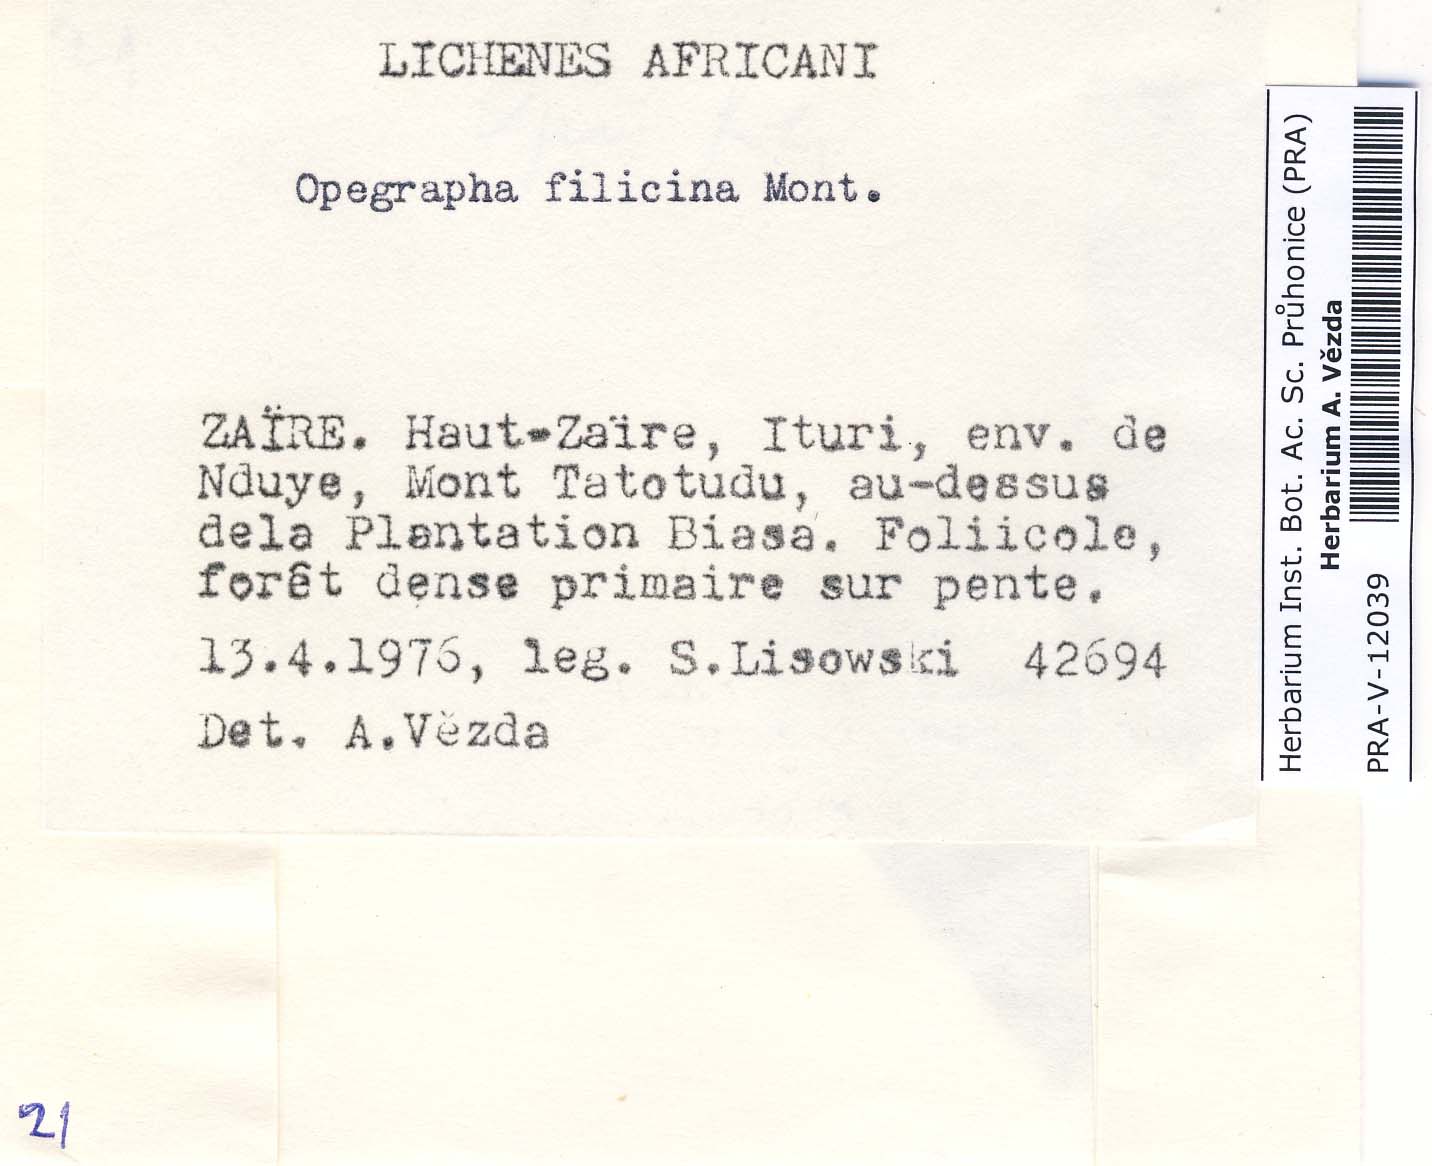 LICHENES AFRICANI
Opegrapha filicina Mont.
ZAÏRE. Haut-Zaïre, Ituri, env. de
Nduye, Mont Tatotudu, au-dessus
dela Plantation Biasa. Foliicole,
forêt dense primaire sur pente.
13.4.1976, leg. S.Lisowski 42694
Det. A.Vězda
21
Herbarium Inst. Bot. Ac. Sc. Průhonice (PRA)
Herbarium A. Vězda
PRA-V-12039